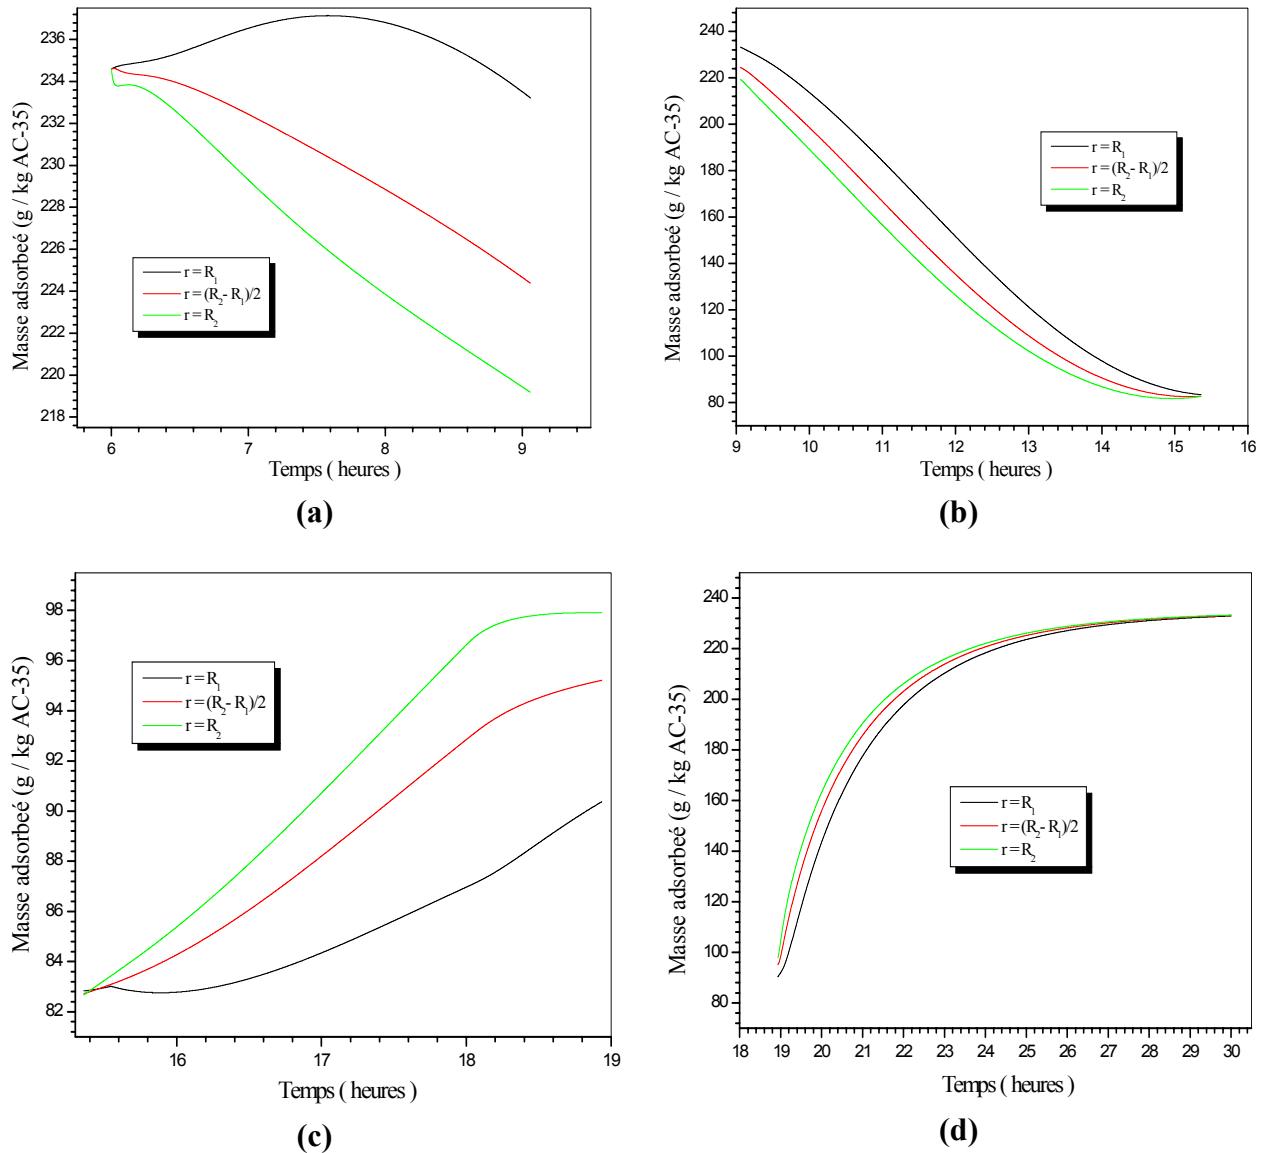 236
234
232
230
228
226
224
222
220
218
Masse adsorbeé (g / kg AC-35)
r = R₁
r = (R₂- R₁)/2
r = R₂
6 7 8 9
Temps ( heures )
(a)
240
220
200
180
160
140
120
100
80
Masse adsorbeé (g / kg AC-35)
r = R₁
r = (R₂- R₁)/2
r = R₂
9 10 11 12 13 14 15 16
Temps ( heures )
(b)
98
96
94
92
90
88
86
84
82
Masse adsorbeé (g / kg AC-35)
r = R₁
r = (R₂- R₁)/2
r = R₂
16 17 18 19
Temps ( heures )
(c)
240
220
200
180
160
140
120
100
80
Masse adsorbeé (g / kg AC-35)
r = R₁
r = (R₂- R₁)/2
r = R₂
18 19 20 21 22 23 24 25 26 27 28 29 30
Temps ( heures )
(d)